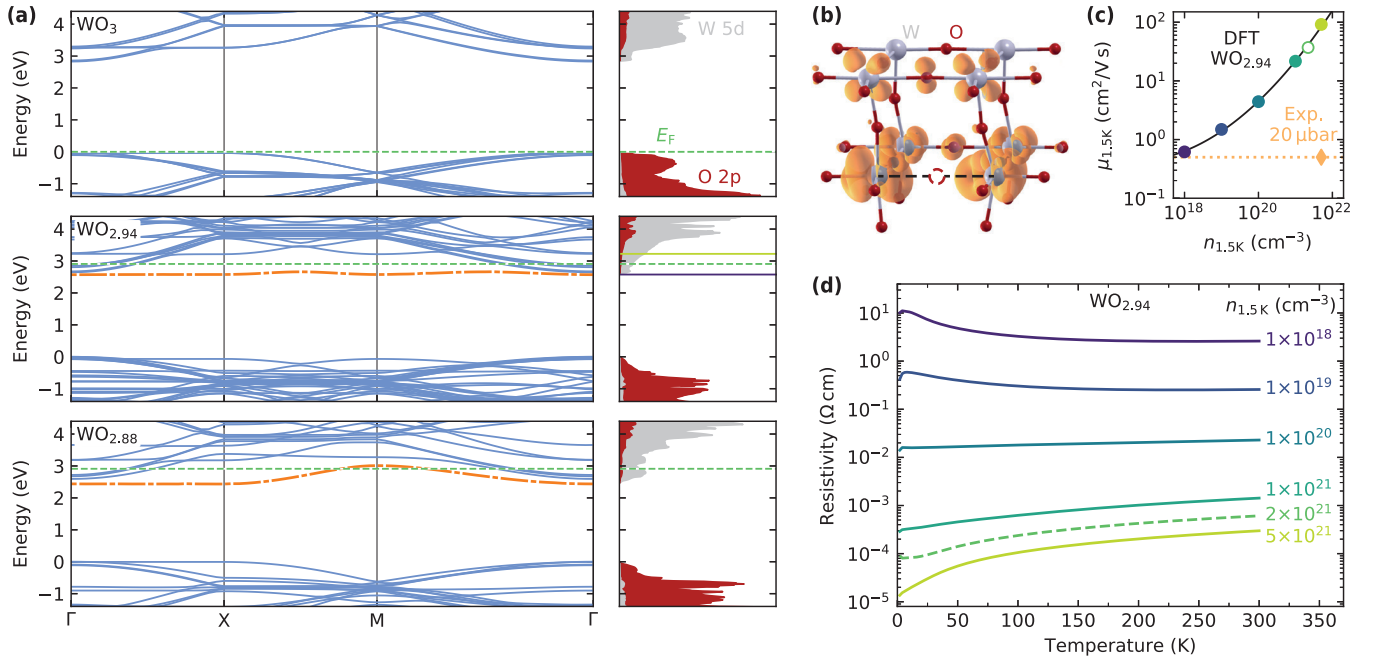 (a)
WO₃
W 5d
E_F
O 2p
Energy (eV)
4
3
2
1
0
−1
WO₂.₉₄
Energy (eV)
4
3
2
1
0
−1
WO₂.₈₈
Energy (eV)
4
3
2
1
0
−1
Γ X M Γ
(b)
W O
(c)
DFT
WO₂.₉₄
Exp.
20 µbar
μ₁.₅K (cm²/V s)
10²
10¹
10⁰
10⁻¹
10¹⁸ 10²⁰ 10²²
n₁.₅K (cm⁻³)
(d)
WO₂.₉₄ n₁.₅K (cm⁻³)
1×10¹⁸
1×10¹⁹
1×10²⁰
1×10²¹
2×10²¹
5×10²¹
Resistivity (Ω cm)
10¹
10⁰
10⁻¹
10⁻²
10⁻³
10⁻⁴
10⁻⁵
0 50 100 150 200 250 300 350
Temperature (K)